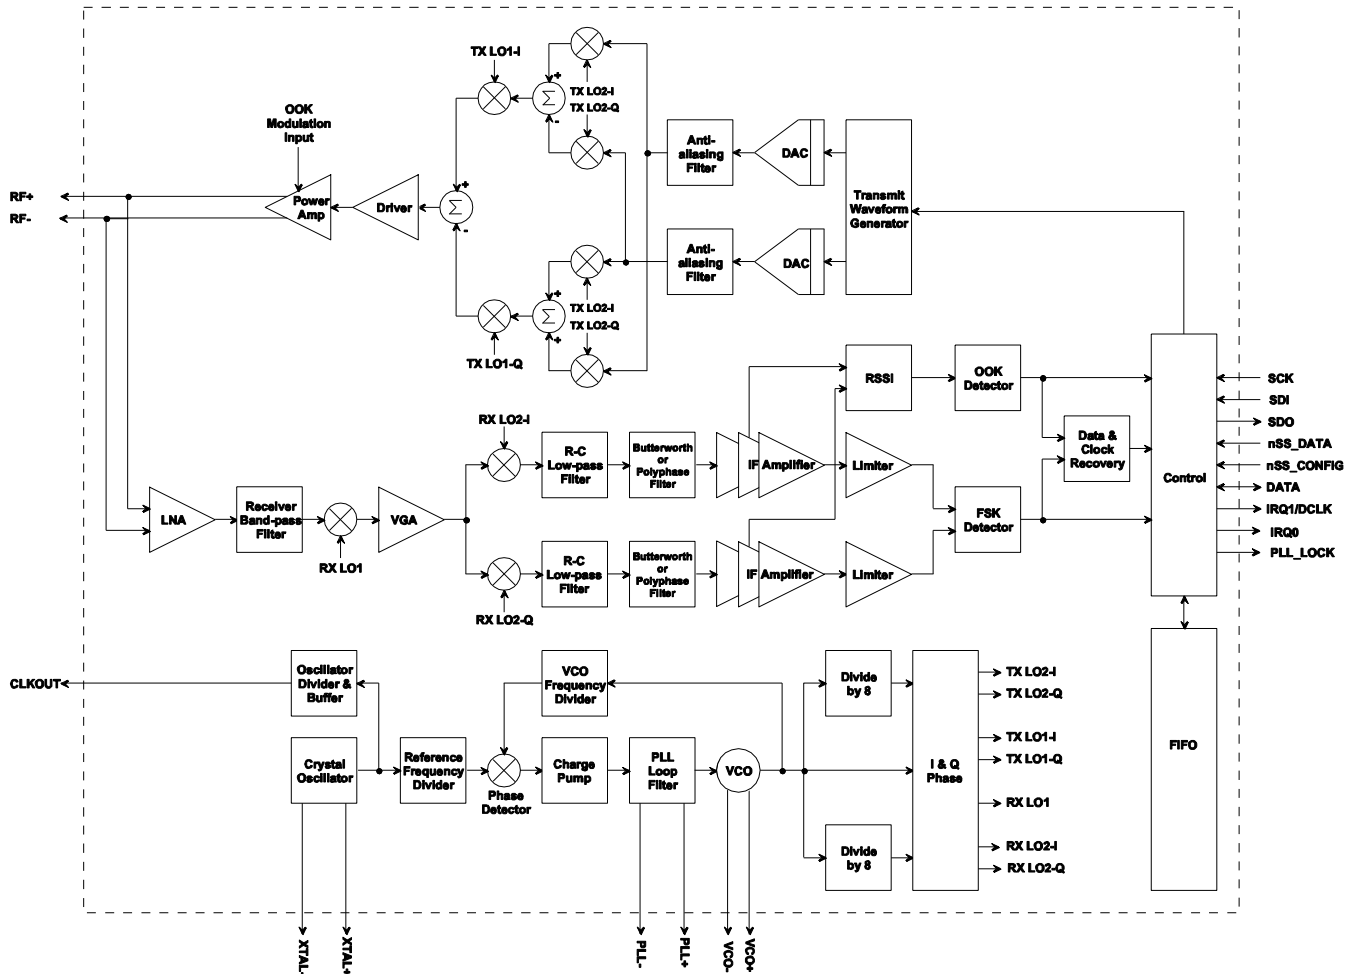 TX LO1-I
+
Σ
-
TX LO2-I
TX LO2-Q
OOK
Modulation
Input
Anti-
aliasing
Filter
DAC
Transmit
Waveform
Generator
RF+
RF-
Power
Amp
Driver
+
Σ
-
Anti-
aliasing
Filter
DAC
+
Σ
+
TX LO2-I
TX LO2-Q
TX LO1-Q
RSSI
OOK
Detector
Control
SCK
SDI
SDO
nSS_DATA
nSS_CONFIG
DATA
IRQ1/DCLK
IRQ0
PLL_LOCK
RX LO2-I
R-C
Low-pass
Filter
Butterworth
or
Polyphase
Filter
IF Amplifier
Limiter
Data &
Clock
Recovery
LNA
Receiver
Band-pass
Filter
RX LO1
VGA
FSK
Detector
R-C
Low-pass
Filter
Butterworth
or
Polyphase
Filter
IF Amplifier
Limiter
RX LO2-Q
CLKOUT
Oscillator
Divider &
Buffer
VCO
Frequency
Divider
Divide
by 8
TX LO2-I
TX LO2-Q
TX LO1-I
TX LO1-Q
RX LO1
RX LO2-I
RX LO2-Q
FIFO
Crystal
Oscillator
Reference
Frequency
Divider
Phase
Detector
Charge
Pump
PLL
Loop
Filter
VCO
I & Q
Phase
Divide
by 8
XTAL-
XTAL+
PLL-
PLL+
VCO-
VCO+